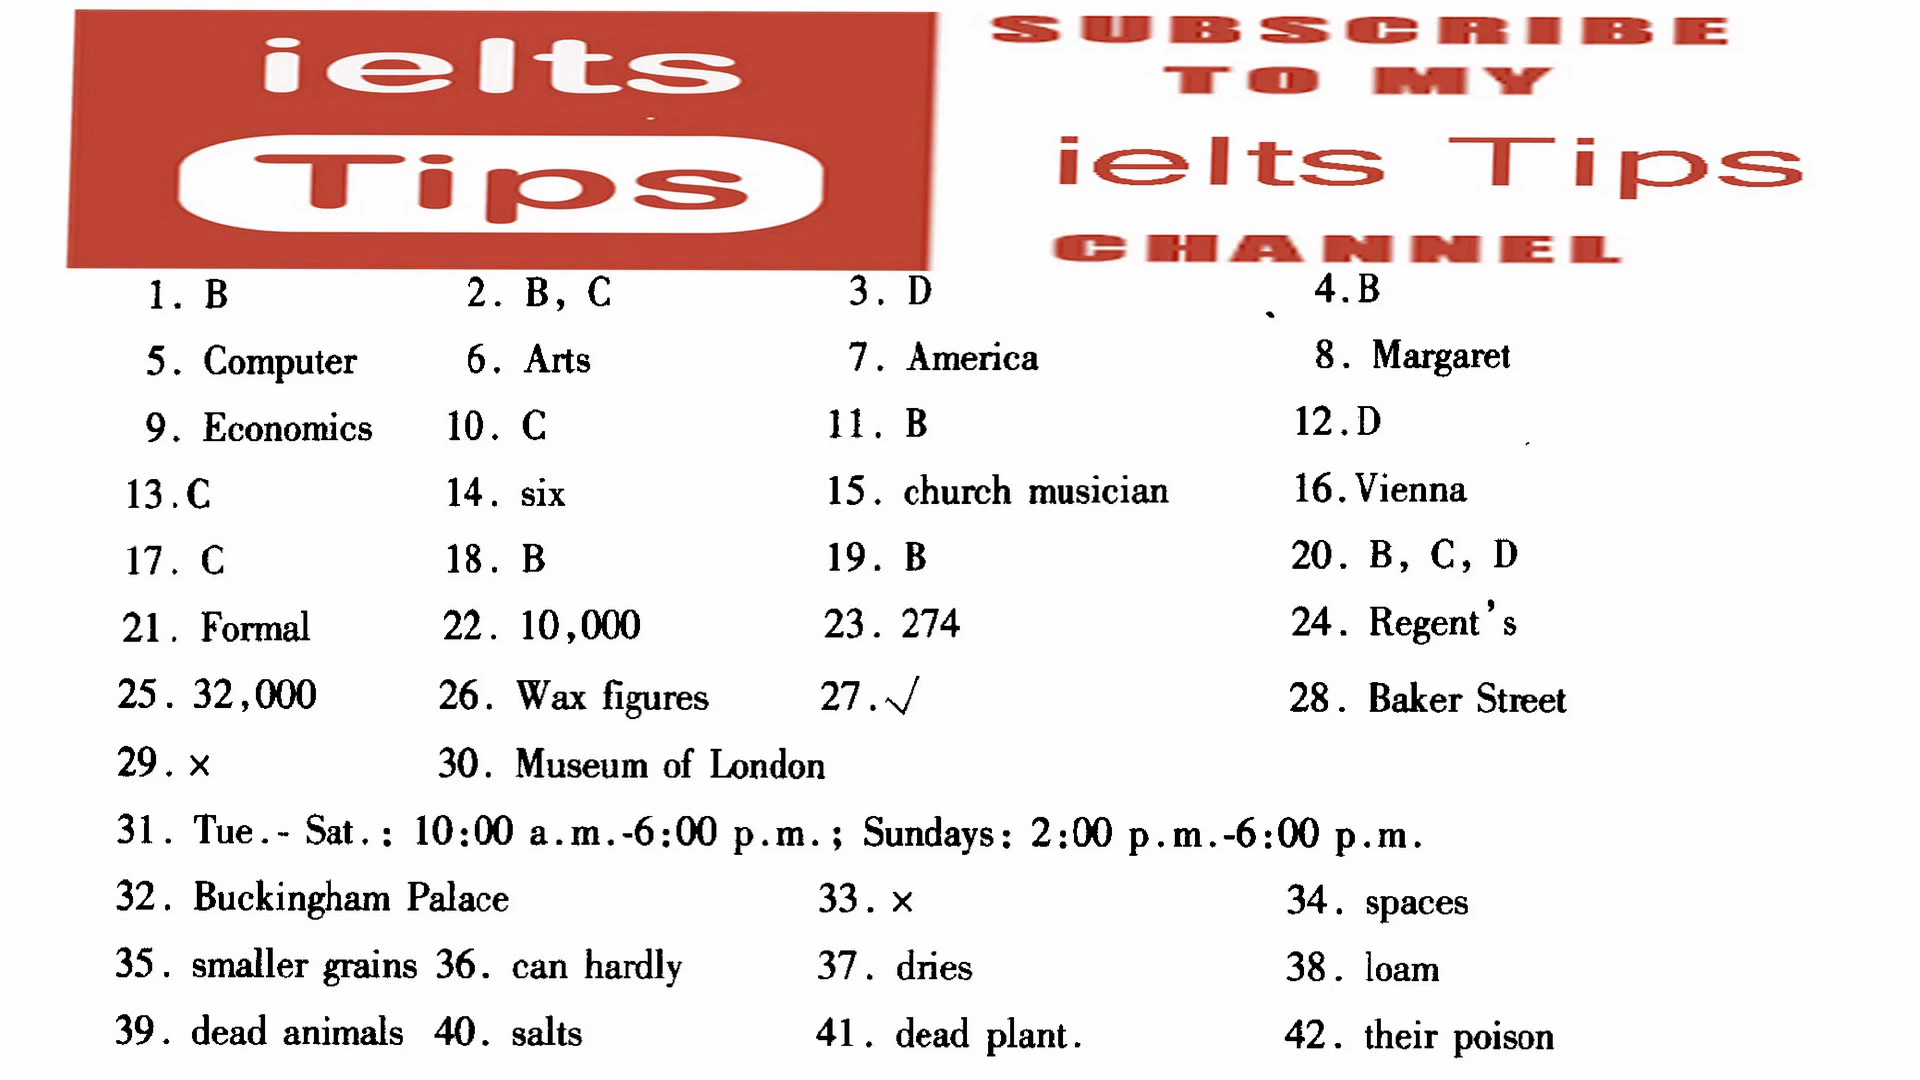 ielts
Tips
SUBSCRIBE
TO MY
ielts Tips
CHANNEL
1. B 2. B, C 3. D 4. B
5. Computer 6. Arts 7. America 8. Margaret
9. Economics 10. C 11. B 12. D
13. C 14. six 15. church musician 16. Vienna
17. C 18. B 19. B 20. B, C, D
21. Formal 22. 10,000 23. 274 24. Regent's
25. 32,000 26. Wax figures 27. √ 28. Baker Street
29. × 30. Museum of London
31. Tue.- Sat.: 10:00 a.m.-6:00 p.m.; Sundays: 2:00 p.m.-6:00 p.m.
32. Buckingham Palace 33. × 34. spaces
35. smaller grains 36. can hardly 37. dries 38. loam
39. dead animals 40. salts 41. dead plant. 42. their poison